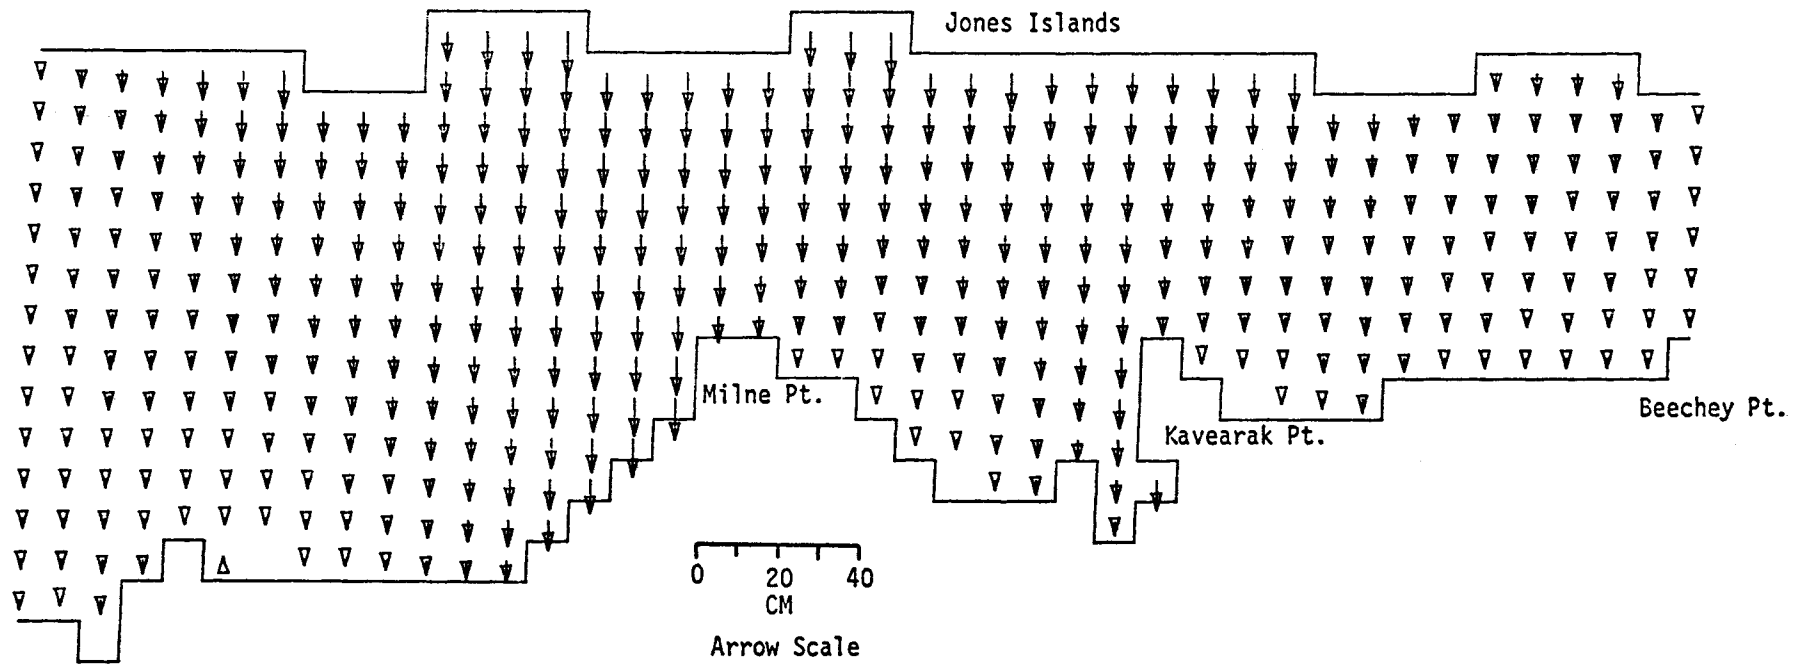 Jones Islands
Milne Pt.
Beechey Pt.
Kavearak Pt.
0 20 40
CM
Arrow Scale